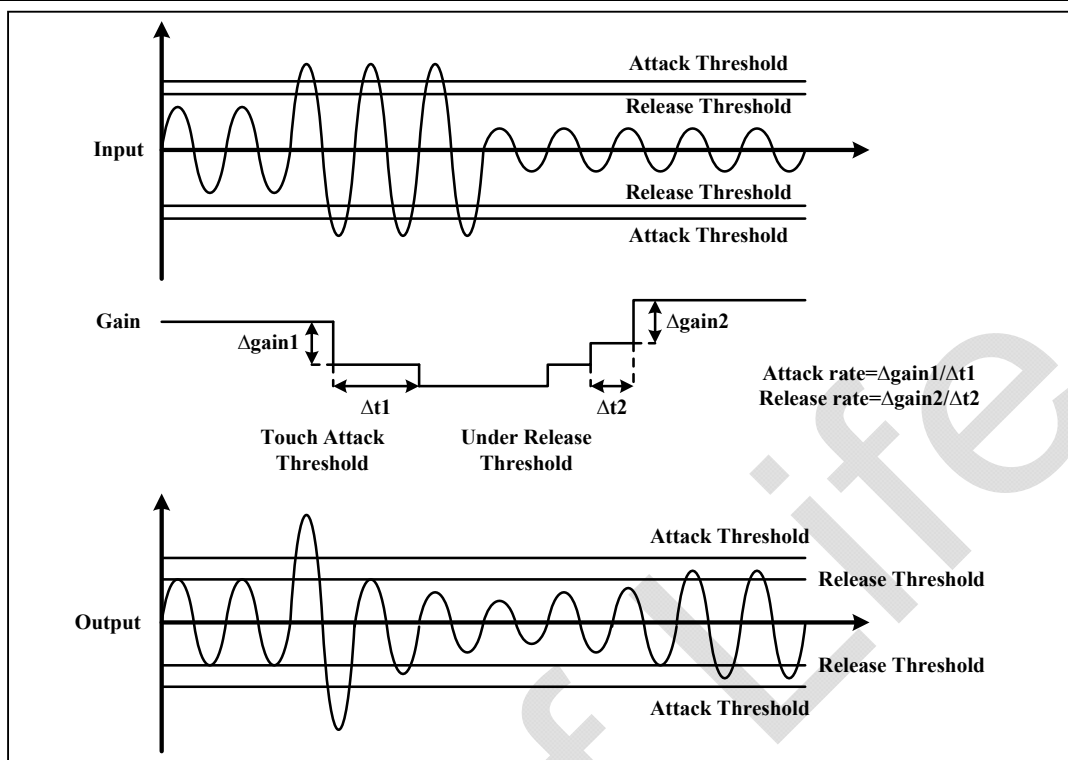 Attack Threshold
Release Threshold
Input
Release Threshold
Attack Threshold
Gain
Δgain1
Δgain2
Δt1
Δt2
Attack rate=Δgain1/Δt1
Release rate=Δgain2/Δt2
Touch Attack
Threshold
Under Release
Threshold
Attack Threshold
Release Threshold
Output
Release Threshold
Attack Threshold
f Life